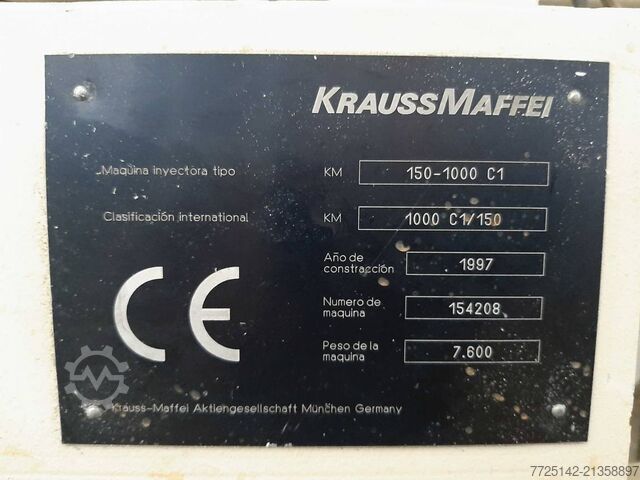 KRAUSSMAFFEI
Maquina inyectora tipo KM 150-1000 C1
Clasificación international KM 1000 C1/150
Año de
constracción 1997
Numero de
maquina 154208
Peso de la
maquina 7.600
CE
Krauss-Maffei Aktiengesellschaft München Germany
7725142-21358897